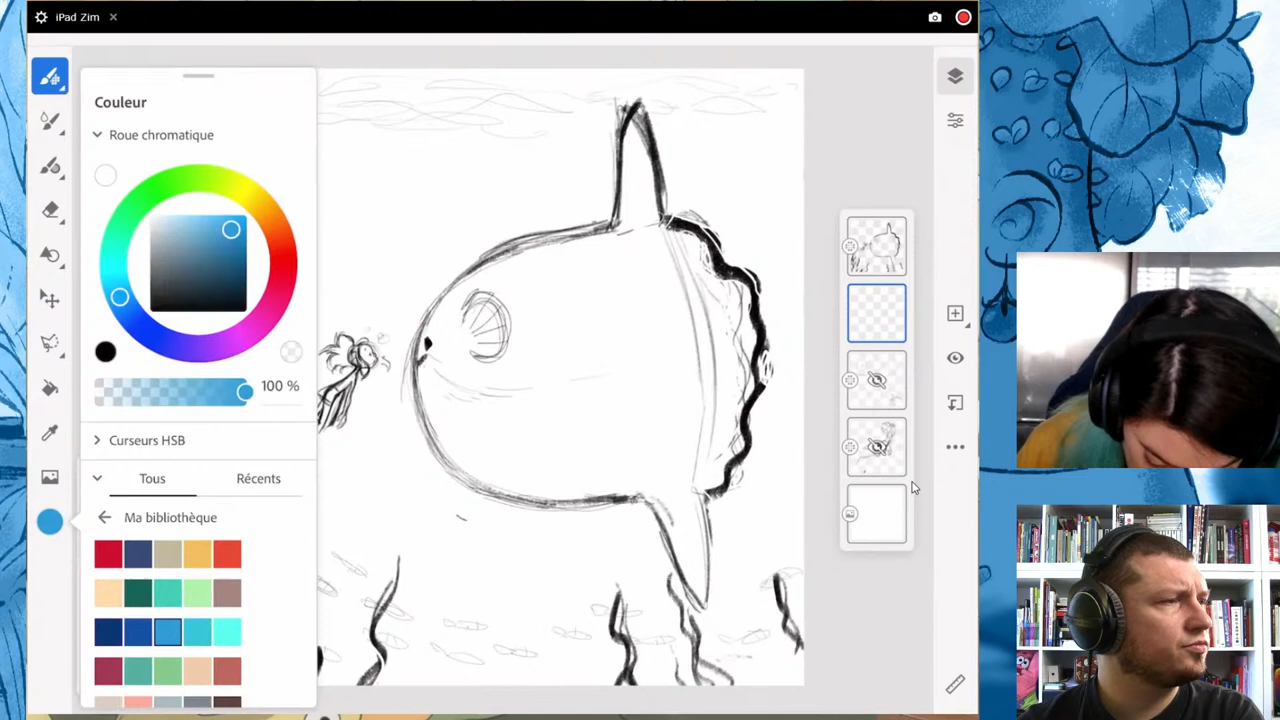 iPad Zim
Couleur
Roue chromatique
100 %
Curseurs HSB
Tous
Récents
Ma bibliothèque